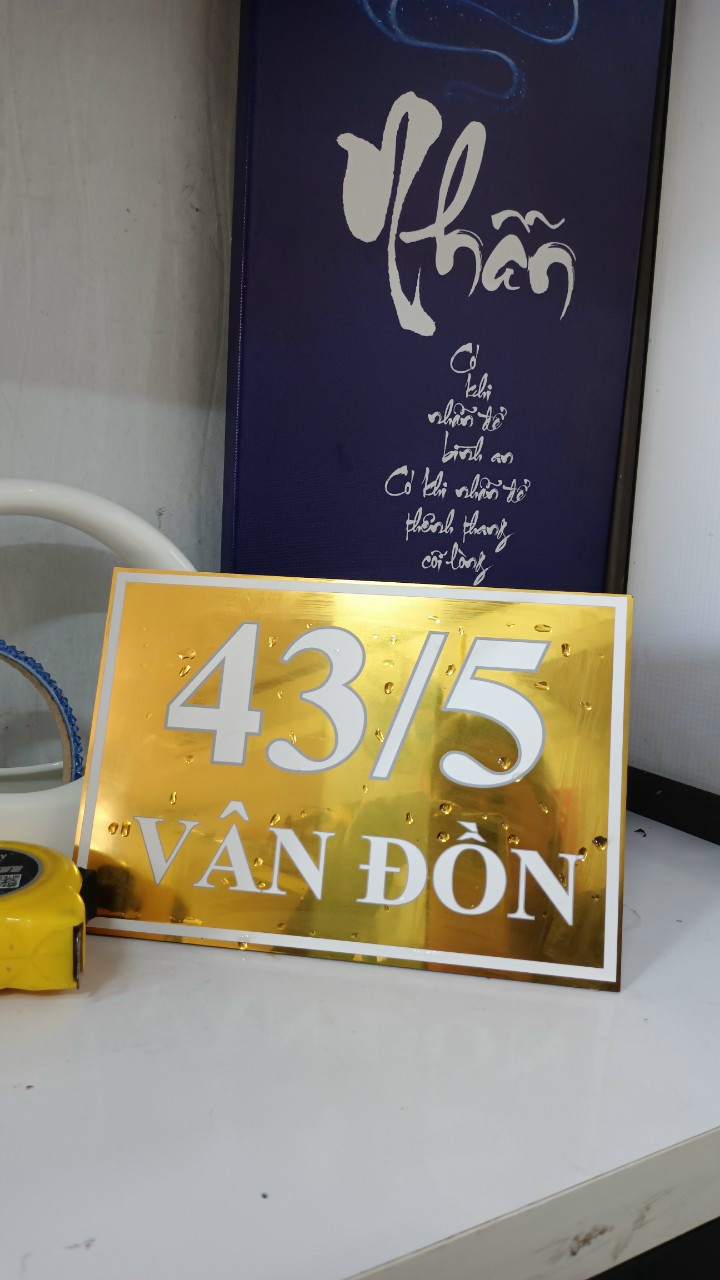 Nhẫn
Có
khi
nhẫn để
bình an
Có khi nhẫn để
thênh thang
cõi lòng
43/5
VÂN ĐỒN